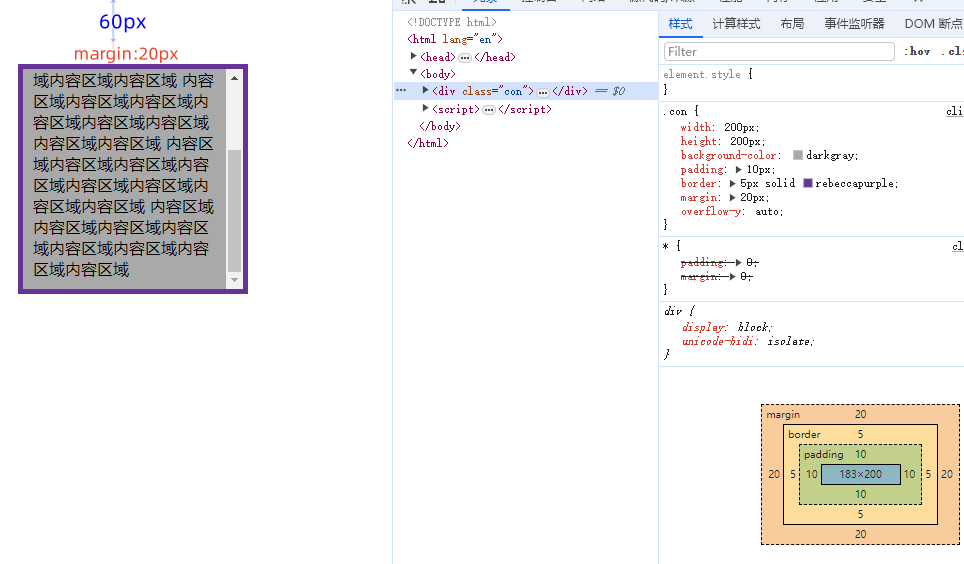 60px
margin:20px
域内容区域内容区域 内容
区域内容区域内容区域内
容区域内容区域内容区域
内容区域内容区域 内容区
域内容区域内容区域内容
区域内容区域内容区域内
容区域内容区域 内容区域
内容区域内容区域内容区
域内容区域内容区域内容
区域内容区域
<!DOCTYPE html>
<html lang="en">
<head>…</head>
<body>
<div class="con">…</div> == $0
<script>…</script>
</body>
</html>
样式 计算样式 布局 事件监听器 DOM 断点
Filter :hov
element.style {
}
.con {
width: 200px;
height: 200px;
background-color: darkgray;
padding: 10px;
border: 5px solid rebeccapurple;
margin: 20px;
overflow-y: auto;
}
* {
padding: 0;
margin: 0;
}
div {
display: block;
unicode-bidi: isolate;
}
margin 20
border 5
padding 10
20 5 10 183×200 10 5 20
10
5
20